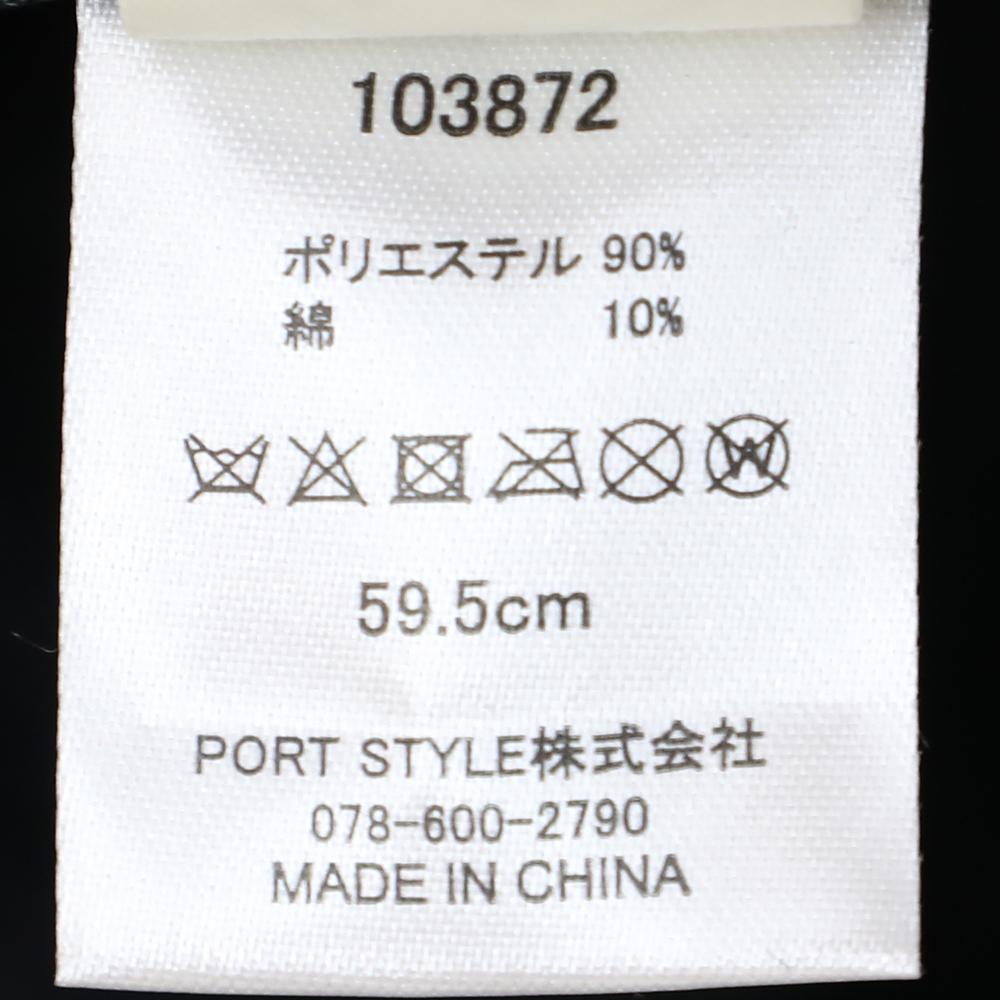 103872
ポリエステル 90%
綿 10%
59.5cm
PORT STYLE株式会社
078-600-2790
MADE IN CHINA